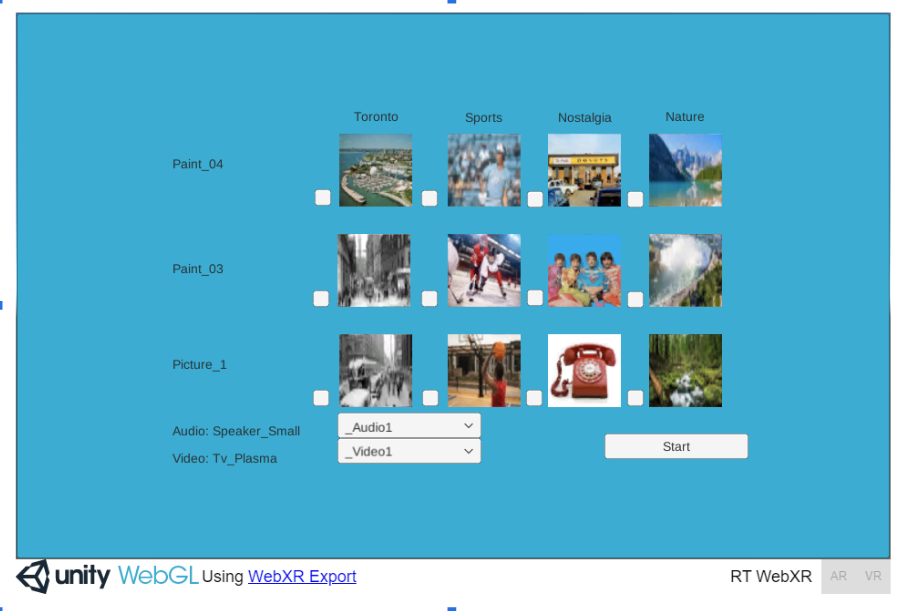 Toronto Sports Nostalgia Nature
Paint_04
DONUTS
Paint_03
Picture_1
Audio: Speaker_Small _Audio1
Video: Tv_Plasma _Video1
Start
unity WebGL Using WebXR Export RT WebXR AR VR